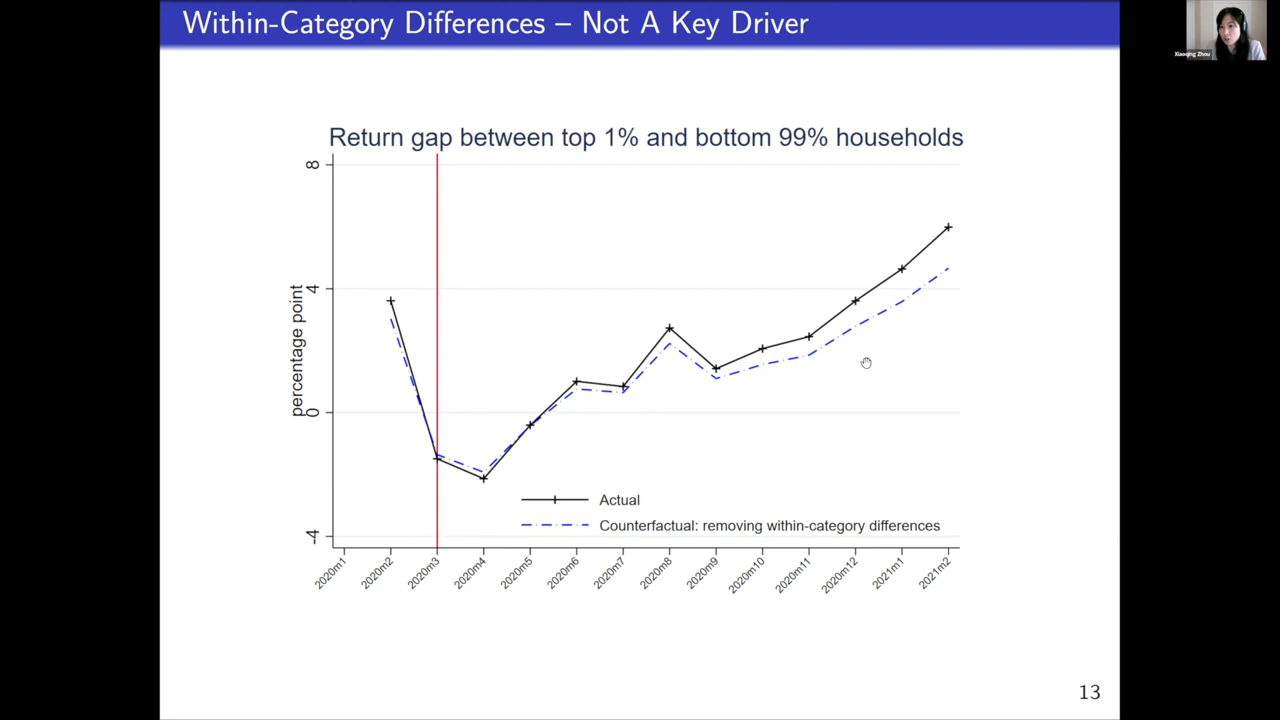 Within-Category Differences – Not A Key Driver
Xiaoqing Zhou
Return gap between top 1% and bottom 99% households
percentage point
8
4
0
-4
Actual
Counterfactual: removing within-category differences
2020m1
2020m2
2020m3
2020m4
2020m5
2020m6
2020m7
2020m8
2020m9
2020m10
2020m11
2020m12
2021m1
2021m2
13